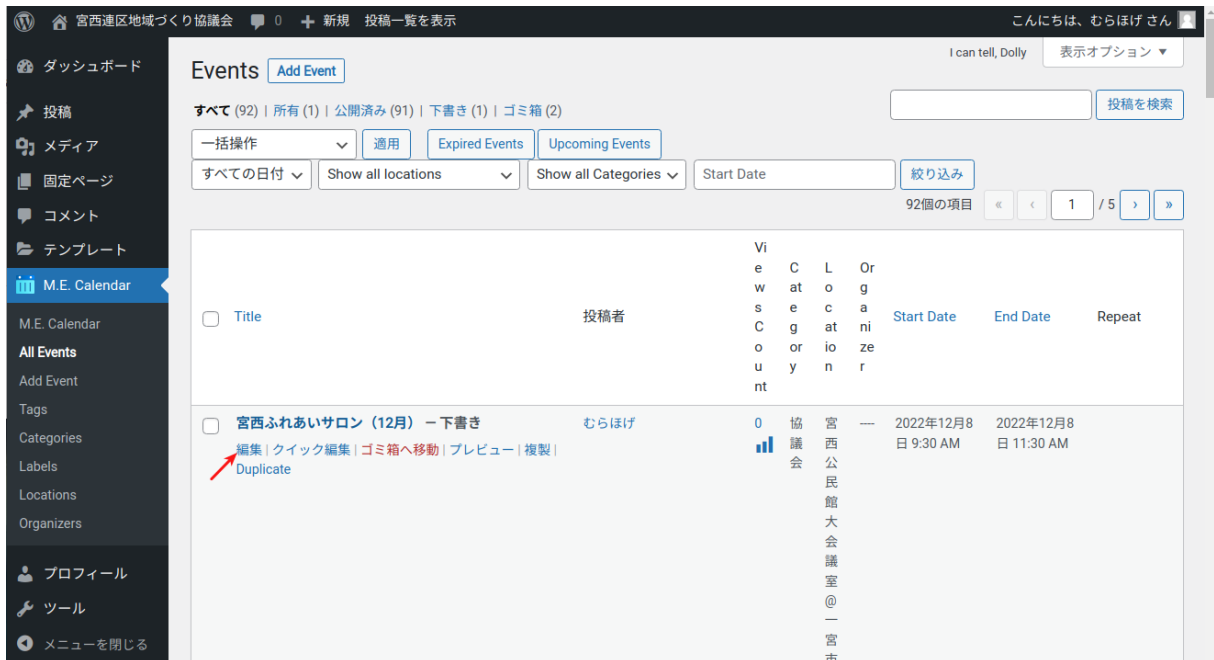 宮西連区地域づくり協議会 0 新規 投稿一覧を表示 こんにちは、むらほげ さん
ダッシュボード
投稿
メディア
固定ページ
コメント
テンプレート
M.E. Calendar
M.E. Calendar
All Events
Add Event
Tags
Categories
Labels
Locations
Organizers
プロフィール
ツール
メニューを閉じる
I can tell, Dolly 表示オプション ▼
Events Add Event
すべて (92) | 所有 (1) | 公開済み (91) | 下書き (1) | ゴミ箱 (2)
投稿を検索
一括操作 適用 Expired Events Upcoming Events
すべての日付 Show all locations Show all Categories Start Date 絞り込み
92個の項目 « ‹ 1 / 5 › »
Title 投稿者 Views Count Category Location Organizer Start Date End Date Repeat
宮西ふれあいサロン（12月） — 下書き むらほげ 0 協議会 宮西公民館大会議室@一宮市 — 2022年12月8日 9:30 AM 2022年12月8日 11:30 AM
編集 | クイック編集 | ゴミ箱へ移動 | プレビュー | 複製 |
Duplicate